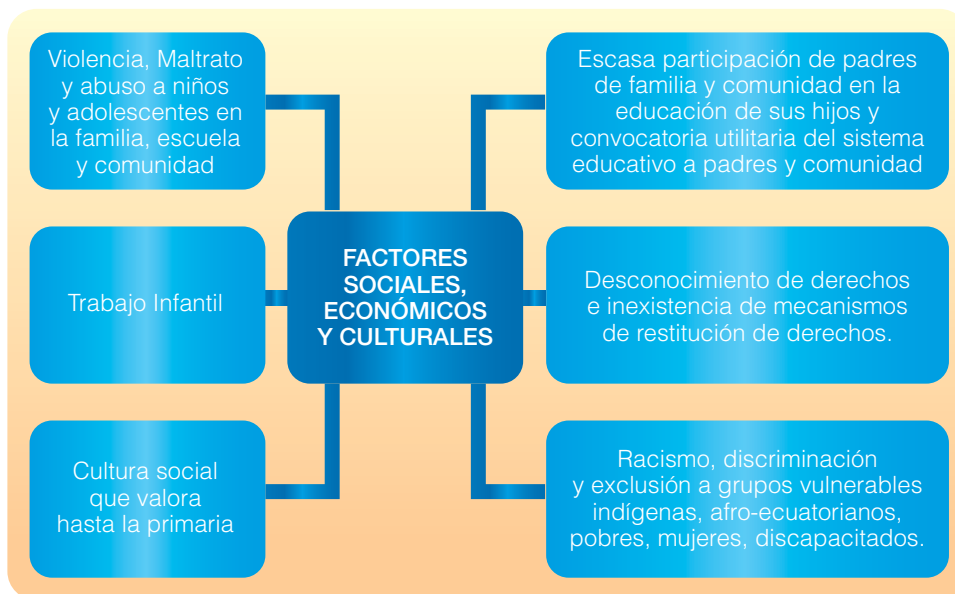 Violencia, Maltrato
y abuso a niños
y adolescentes en
la familia, escuela
y comunidad
Escasa participación de padres
de familia y comunidad en la
educación de sus hijos y
convocatoria utilitaria del sistema
educativo a padres y comunidad
FACTORES
SOCIALES,
ECONÓMICOS
Y CULTURALES
Trabajo Infantil
Desconocimiento de derechos
e inexistencia de mecanismos
de restitución de derechos.
Cultura social
que valora
hasta la primaria
Racismo, discriminación
y exclusión a grupos vulnerables
indígenas, afro-ecuatorianos,
pobres, mujeres, discapacitados.